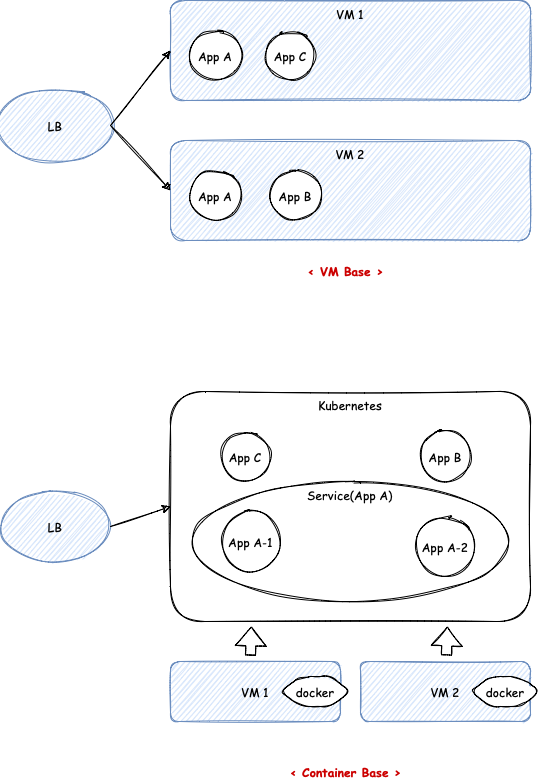 VM 1
App A
App C
LB
VM 2
App A
App B
< VM Base >
Kubernetes
App C
App B
Service(App A)
LB
App A-1
App A-2
VM 1
docker
VM 2
docker
< Container Base >